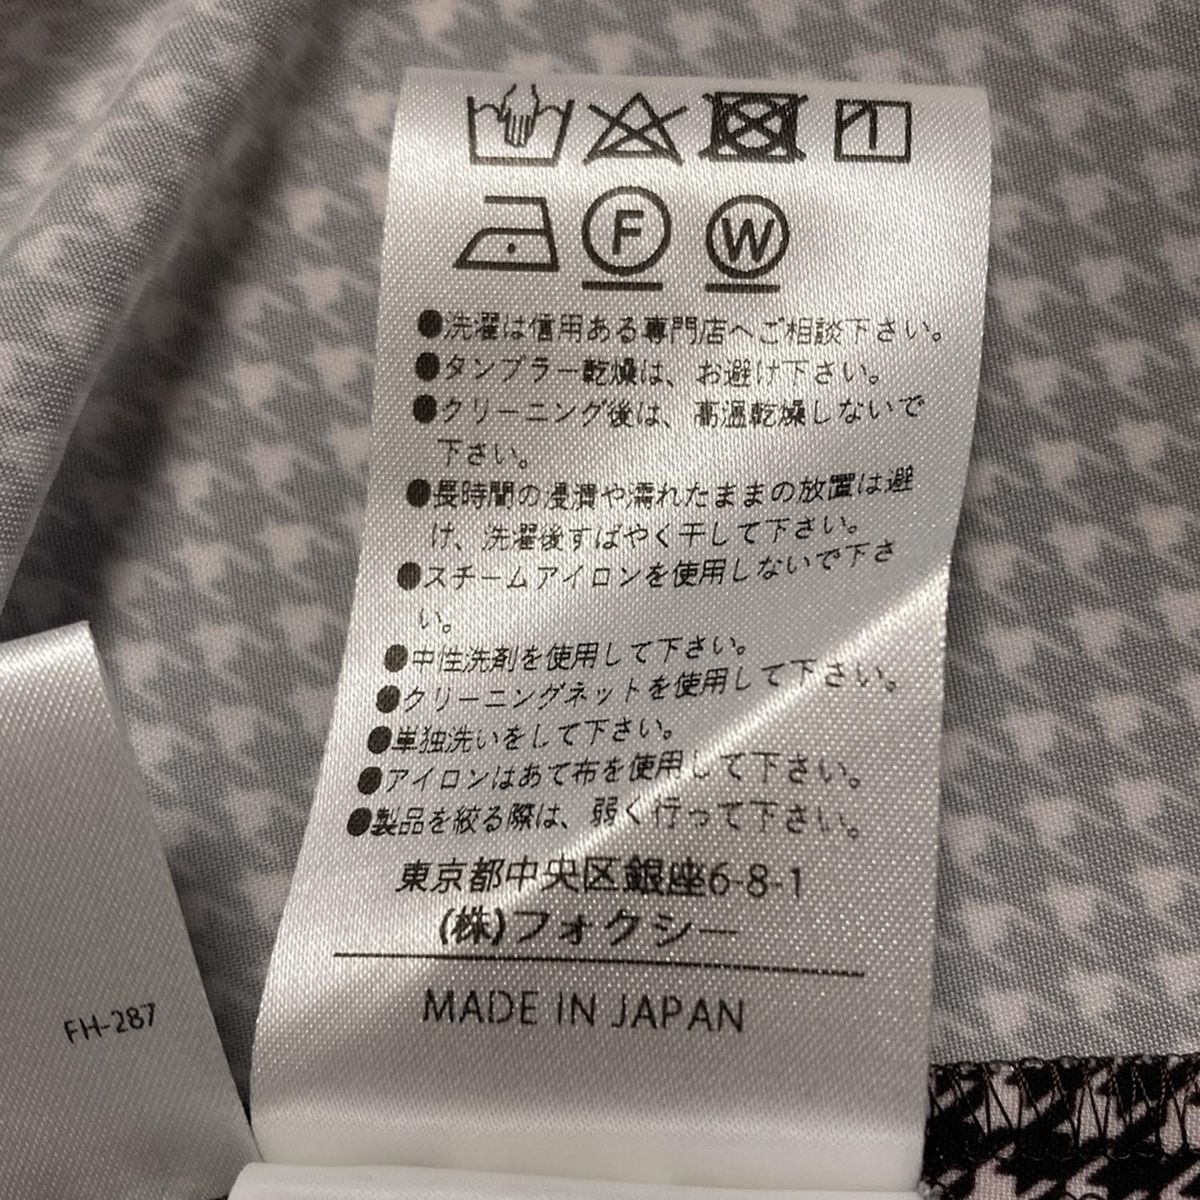 F W
●洗濯は信用ある専門店へご相談下さい。
●タンブラー乾燥は、お避け下さい。
●クリーニング後は、高温乾燥しないで
下さい。
●長時間の浸漬や濡れたままの放置は避
け、洗濯後すばやく干して下さい。
●スチームアイロンを使用しないで下さ
い。
●中性洗剤を使用して下さい。
●クリーニングネットを使用して下さい。
●単独洗いをして下さい。
●アイロンはあて布を使用して下さい。
●製品を絞る際は、弱く行って下さい。
東京都中央区銀座6-8-1
(株)フォクシー
MADE IN JAPAN
FH-287